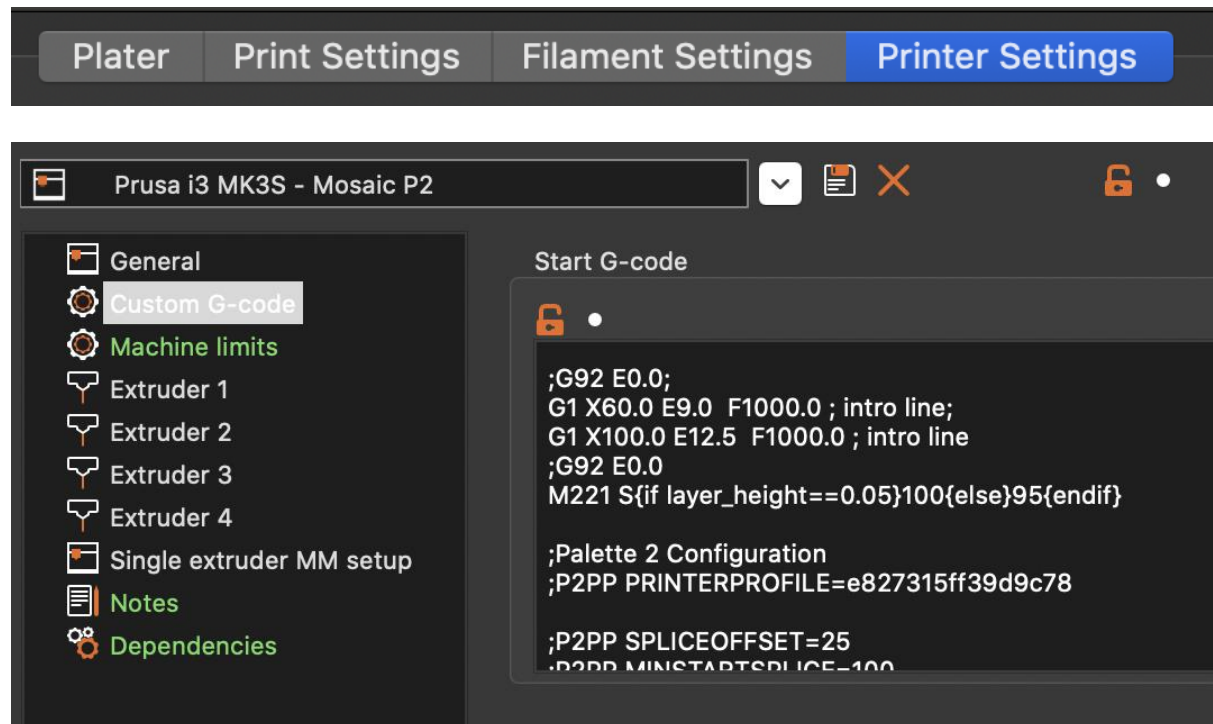 Plater
Print Settings
Filament Settings
Printer Settings
Prusa i3 MK3S - Mosaic P2
General
Custom G-code
Machine limits
Extruder 1
Extruder 2
Extruder 3
Extruder 4
Single extruder MM setup
Notes
Dependencies
Start G-code
;G92 E0.0;
G1 X60.0 E9.0  F1000.0 ; intro line;
G1 X100.0 E12.5  F1000.0 ; intro line
;G92 E0.0
M221 S{if layer_height==0.05}100{else}95{endif}
;Palette 2 Configuration
;P2PP PRINTERPROFILE=e827315ff39d9c78
;P2PP SPLICEOFFSET=25
;P2PP MINSTARTSPLICE=100